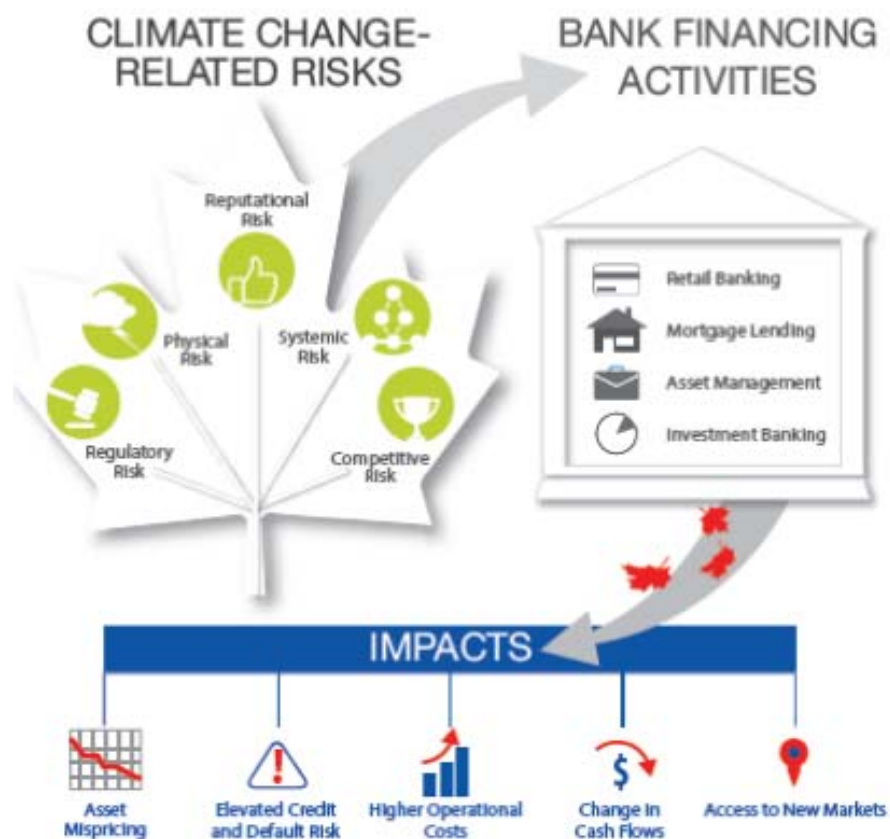 CLIMATE CHANGE-
RELATED RISKS
BANK FINANCING
ACTIVITIES
Reputational
Risk
Physical
Risk
Systemic
Risk
Regulatory
Risk
Competitive
Risk
Retail Banking
Mortgage Lending
Asset Management
Investment Banking
IMPACTS
Asset
Mispricing
Elevated Credit
and Default Risk
Higher Operational
Costs
$
Change in
Cash Flows
Access to New Markets